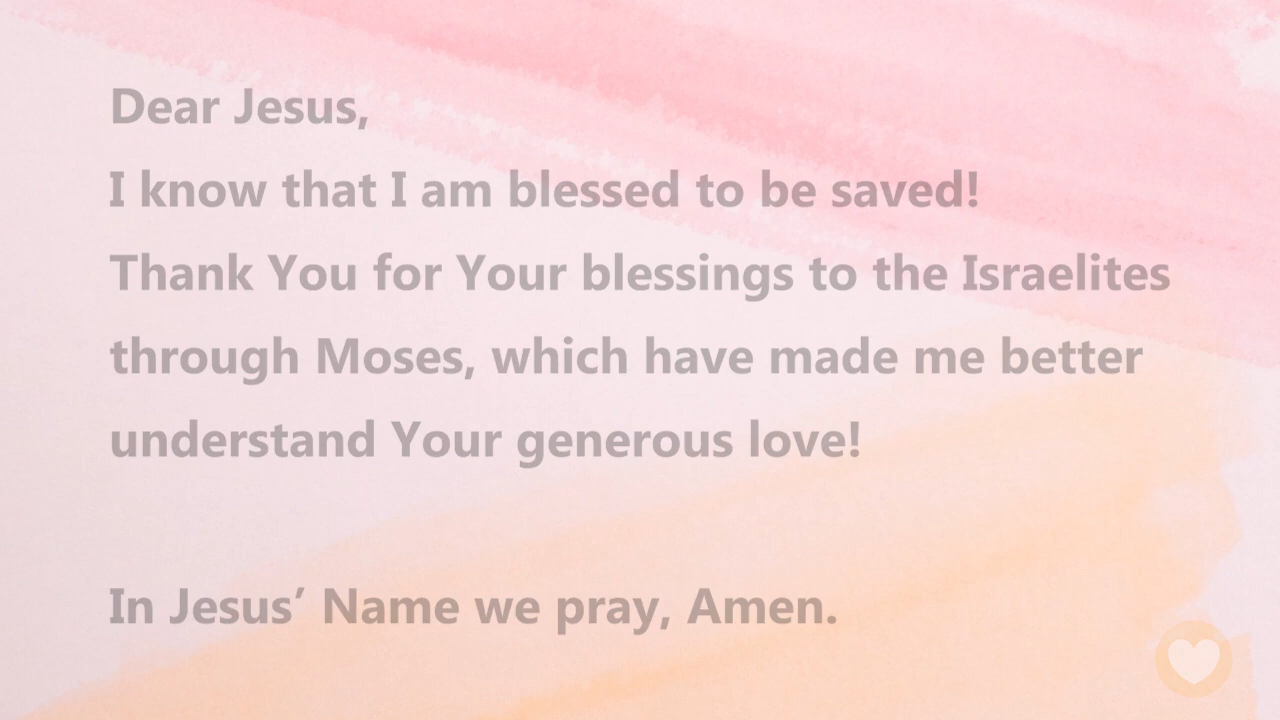 Dear Jesus,
I know that I am blessed to be saved!
Thank You for Your blessings to the Israelites
through Moses, which have made me better
understand Your generous love!
In Jesus’ Name we pray, Amen.